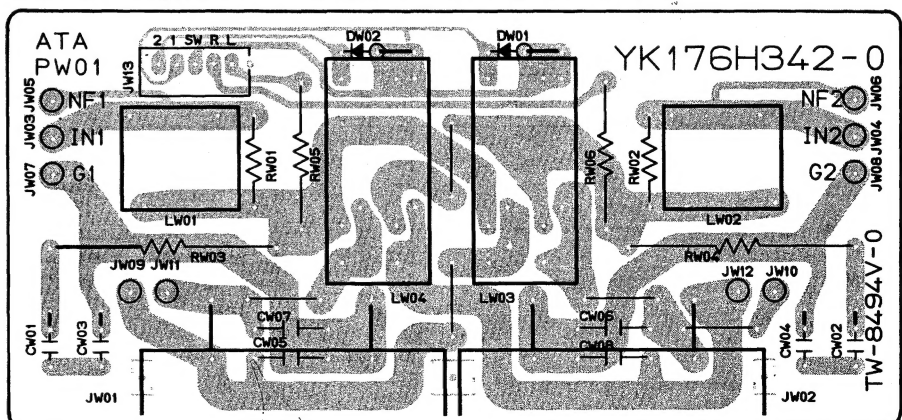 ATA
PW01
2 1 SW R L
JW13
DW02
DW01
YK176H342-0
JW05
NF1
JW03
IN1
JW07
G1
NF2
JW06
IN2
JW04
G2
JW08
RW01
RW05
RW06
RW02
LW01
LW02
RW03
RW04
JW09
JW11
JW12
JW10
LW04
LW03
CW07
CW05
CW06
CW08
CW01
CW03
CW04
CW02
JW01
JW02
TW-8494V-0